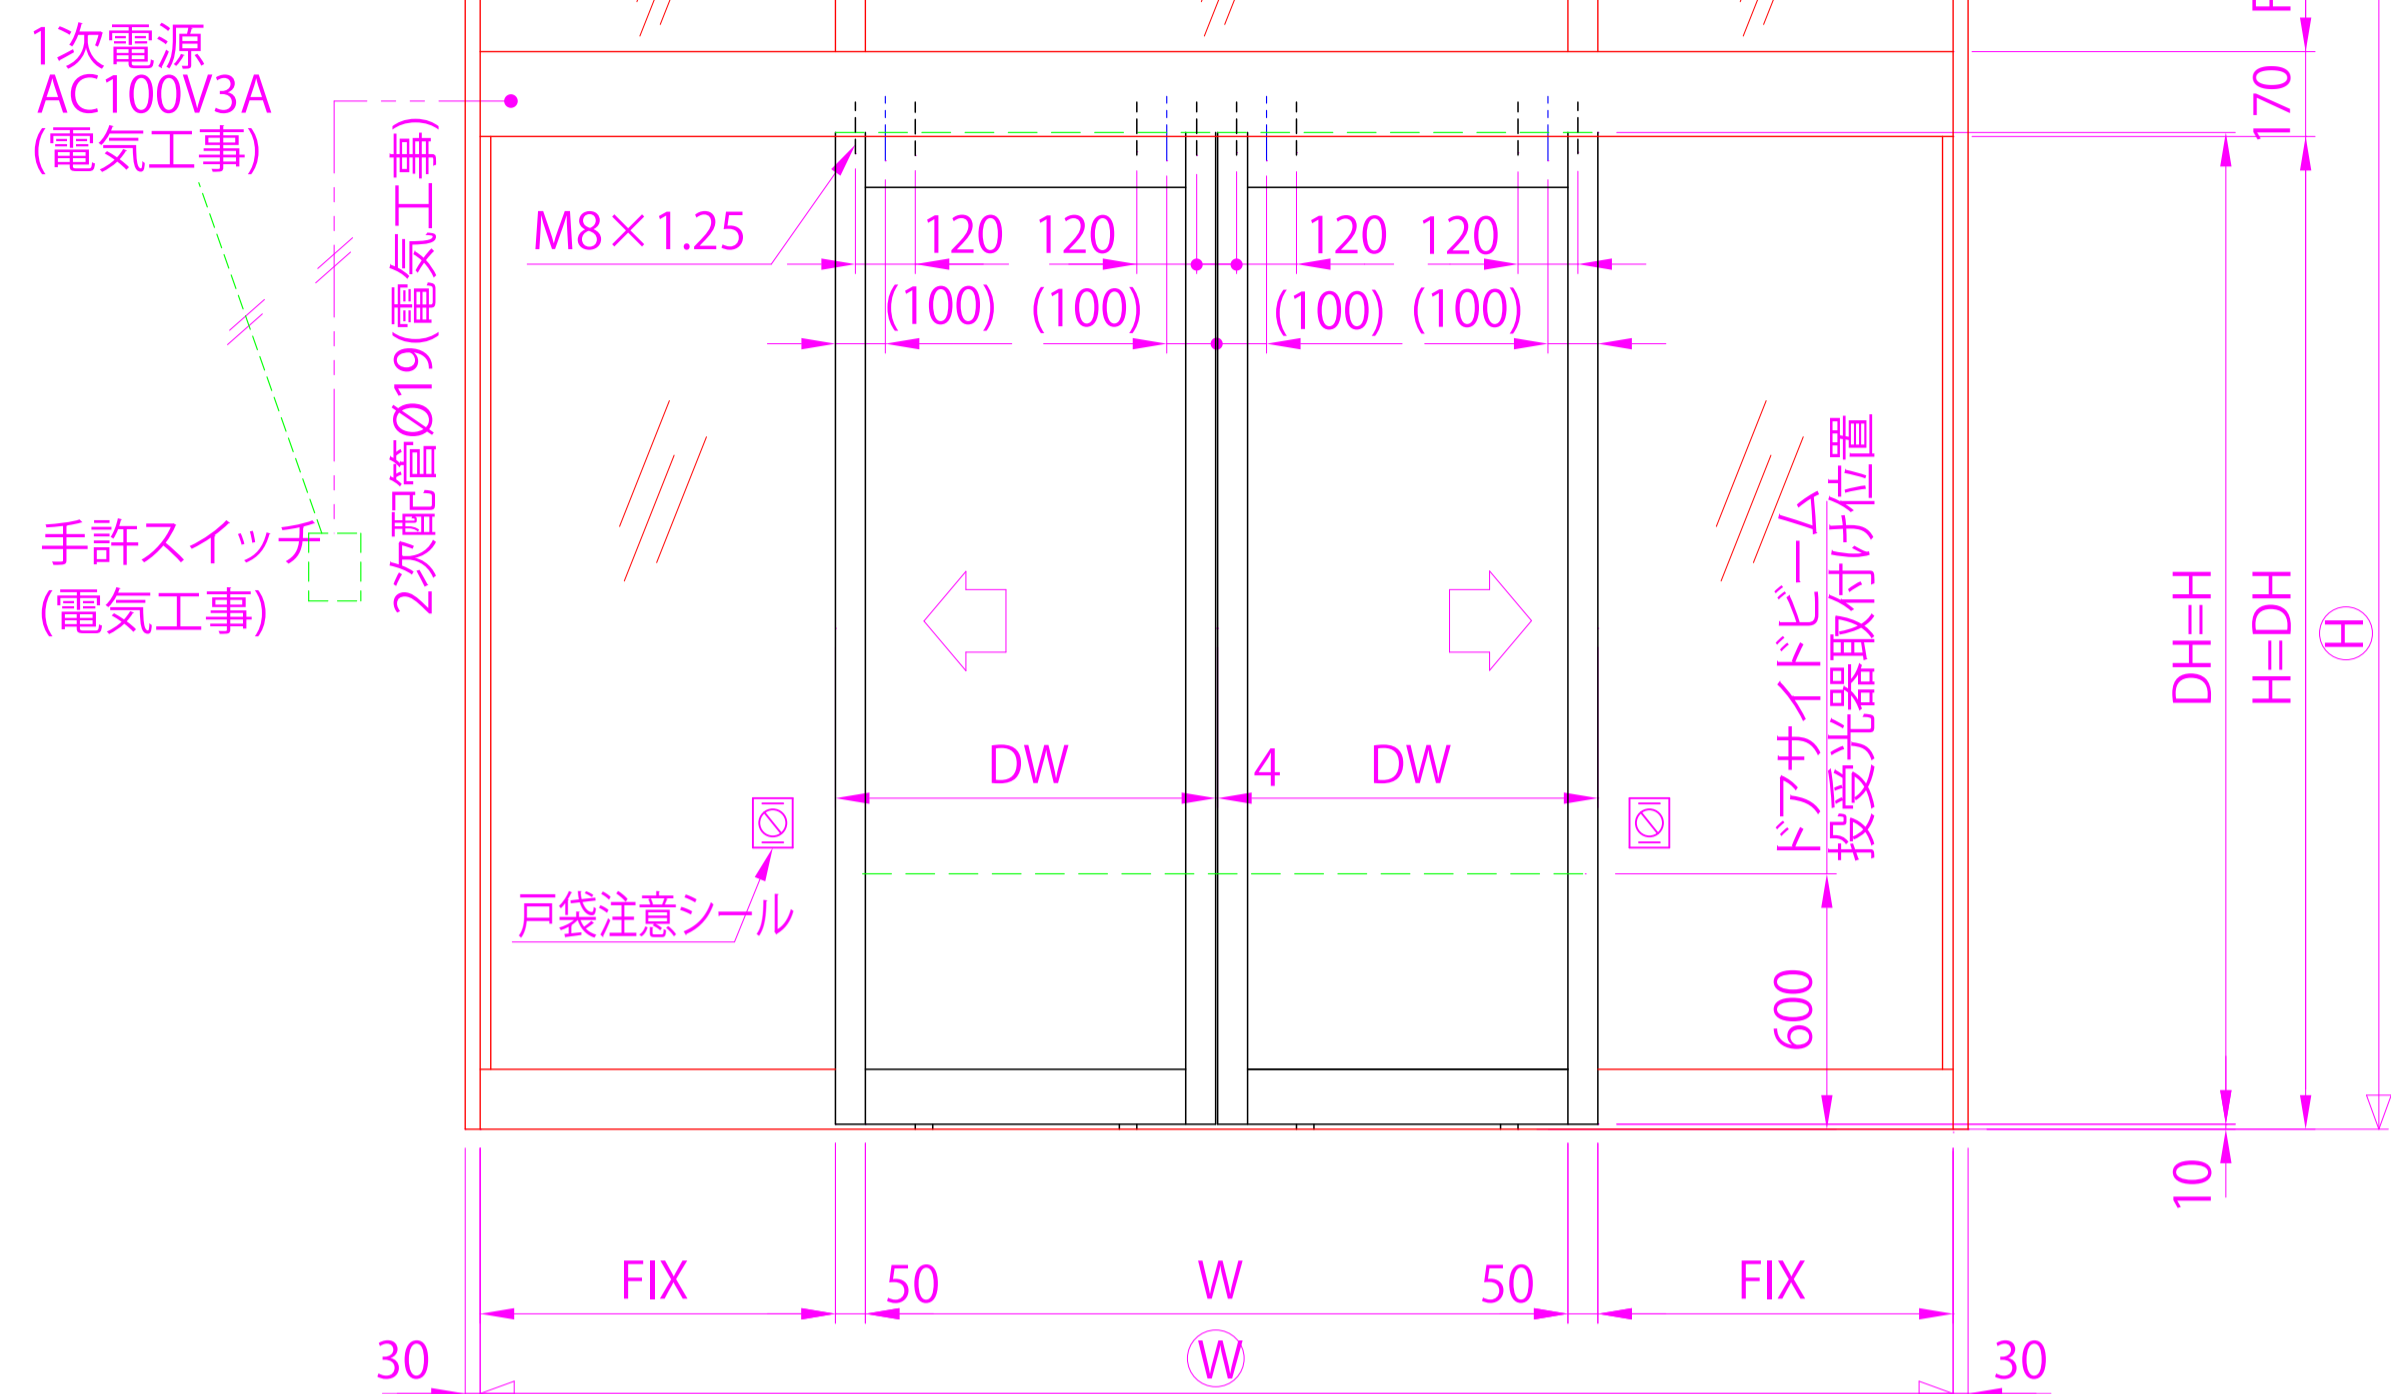 1次電源
AC100V3A
(電気工事)
2次配管Ø19(電気工事)
手許スイッチ
(電気工事)
M8×1.25
120 120 120 120
(100) (100) (100) (100)
170
DH=H
H=DH
H
ドアサイドビーム
投受光器取付け位置
DW 4 DW
戸袋注意シール
600
10
FIX 50 W 50 FIX
30 W 30